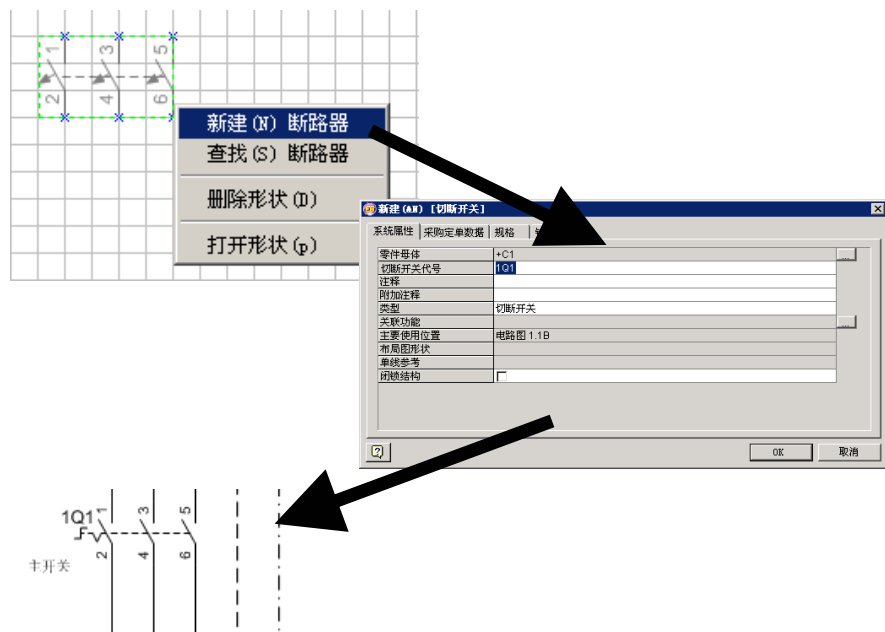 1 3 5
2 4 6
新建(N) 断路器
查找(S) 断路器
删除形状(D)
打开形状(p)
新建(&N) [切断开关]
系统属性 采购定单数据 规格
零件母体 +C1 ...
切断开关代号 1Q1
注释
附加注释
类型 切断开关
关联功能 ...
主要使用位置 电路图 1.1B
布局图形状
单线参考
闭锁结构
? OK 取消
1Q1 1 3 5
2 4 6
主开关